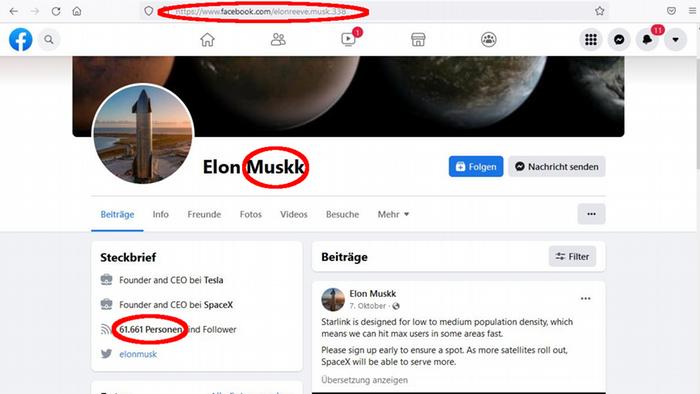 https://www.facebook.com/elonreeve.musk.338
1
11
Elon Muskk
Folgen
Nachricht senden
Beiträge Info Freunde Fotos Videos Besuche Mehr
Steckbrief
Founder and CEO bei Tesla
Founder and CEO bei SpaceX
61.661 Personen sind Follower
elonmusk
Beiträge
Filter
Elon Muskk
7. Oktober ·
Starlink is designed for low to medium population density, which
means we can hit max users in some areas fast.
Please sign up early to ensure a spot. As more satellites roll out,
SpaceX will be able to serve more.
Übersetzung anzeigen